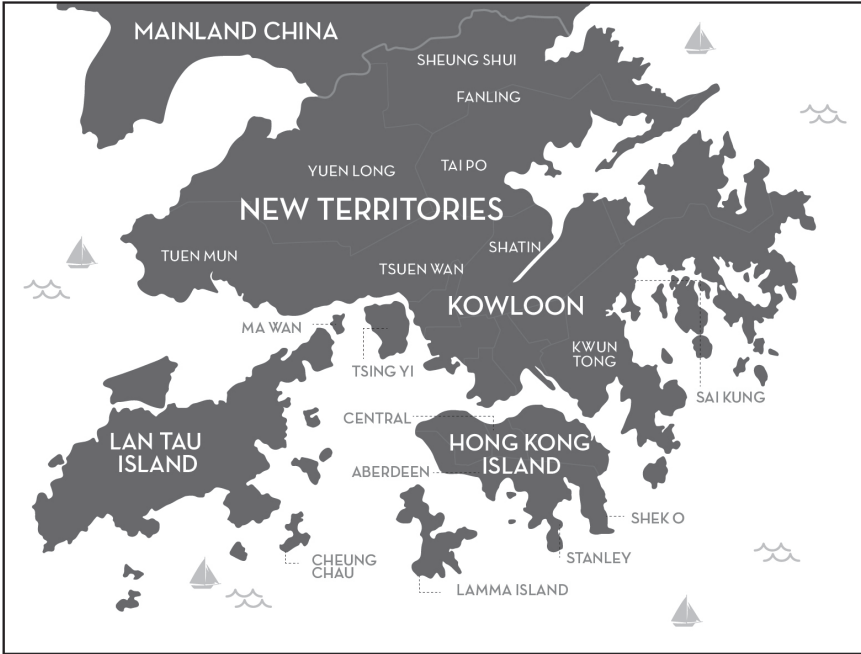 MAINLAND CHINA
SHEUNG SHUI
FANLING
YUEN LONG
TAI PO
NEW TERRITORIES
SHATIN
TUEN MUN
TSUEN WAN
KOWLOON
MA WAN
KWUN
TONG
TSING YI
SAI KUNG
CENTRAL
LAN TAU
ISLAND
HONG KONG
ISLAND
ABERDEEN
SHEK O
CHEUNG
CHAU
STANLEY
LAMMA ISLAND